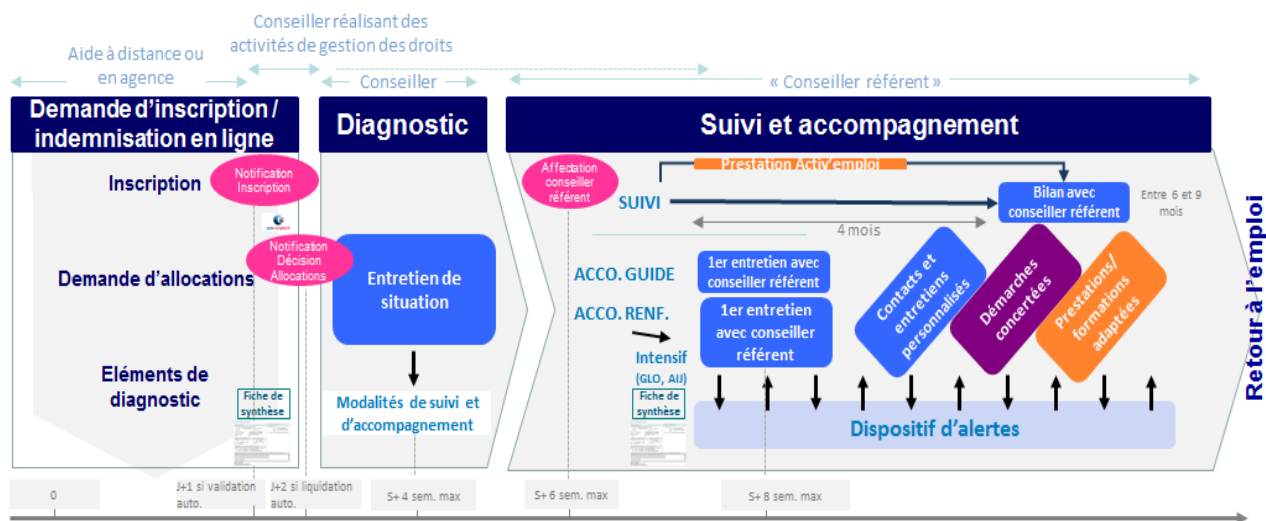 Conseiller réalisant des
activités de gestion des droits
Aide à distance ou
en agence
Conseiller
« Conseiller référent »
Demande d'inscription /
indemnisation en ligne
Diagnostic
Suivi et accompagnement
Inscription
Notification
Inscription
Notification
Décision
Allocations
Demande d'allocations
Eléments de
diagnostic
Fiche de
synthèse
Entretien de
situation
Modalités de suivi et
d'accompagnement
Affectation
conseiller
référent
Prestation Activ'emploi
SUIVI
Bilan avec
conseiller référent
Entre 6 et 9
mois
4 mois
ACCO. GUIDE
1er entretien avec
conseiller référent
ACCO. RENF.
1er entretien
avec conseiller
référent
Intensif
(GLO, AIJ)
Fiche de
synthèse
Contacts et
entretiens
personnalisés
Démarches
concertées
Prestations/
formations
adaptées
Dispositif d'alertes
Retour à l'emploi
0
J+1 si validation
auto.
J+2 si liquidation
auto.
S+ 4 sem. max
S+ 6 sem. max
S+ 8 sem. max